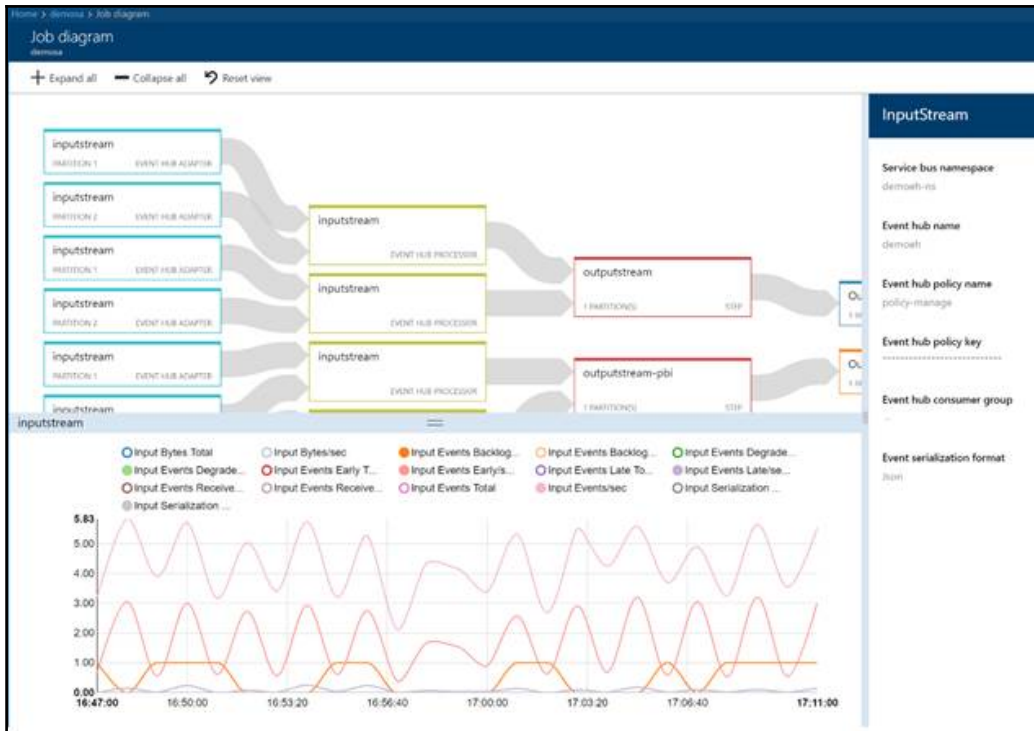 Home > demosa > Job diagram
Job diagram
demosa
Expand all
Collapse all
Reset view
inputstream
PARTITION 1 EVENT HUB ADAPTER
inputstream
PARTITION 2 EVENT HUB ADAPTER
inputstream
PARTITION 1 EVENT HUB ADAPTER
inputstream
PARTITION 2 EVENT HUB ADAPTER
inputstream
PARTITION 1 EVENT HUB ADAPTER
inputstream
inputstream
EVENT HUB PROCESSOR
inputstream
EVENT HUB PROCESSOR
inputstream
EVENT HUB PROCESSOR
outputstream
1 PARTITION(S) STEP
outputstream-pbi
1 PARTITION(S) STEP
Ou
Ou
InputStream
Service bus namespace
demoeh-ns
Event hub name
demoeh
Event hub policy name
policy-manage
Event hub policy key
Event hub consumer group
...
Event serialization format
Json
inputstream
Input Bytes Total Input Bytes/sec Input Events Backlog... Input Events Backlog... Input Events Degrade...
Input Events Degrade... Input Events Early T... Input Events Early/s... Input Events Late To... Input Events Late/se...
Input Events Receive... Input Events Receive... Input Events Total Input Events/sec Input Serialization ...
Input Serialization ...
5.83
5.00
4.00
3.00
2.00
1.00
0.00
16:47:00 16:50:00 16:53:20 16:56:40 17:00:00 17:03:20 17:06:40 17:11:00